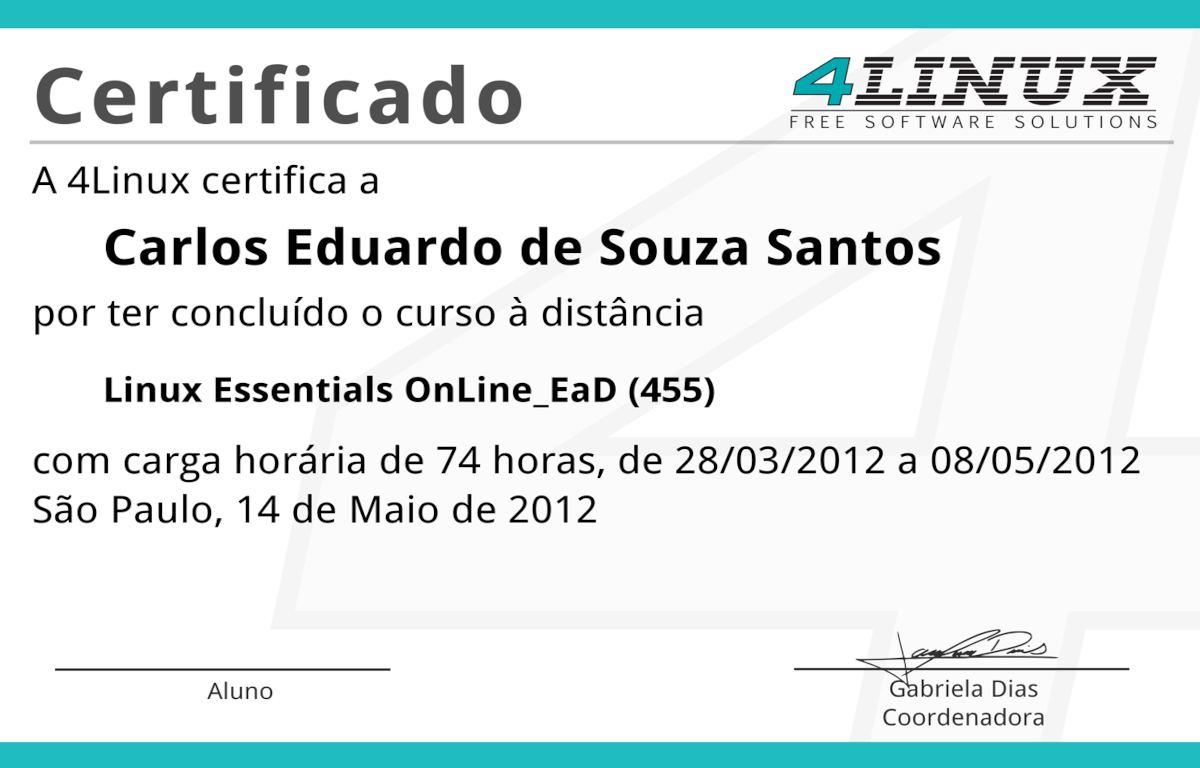 Certificado
4LINUX
FREE SOFTWARE SOLUTIONS
A 4Linux certifica a
Carlos Eduardo de Souza Santos
por ter concluído o curso à distância
Linux Essentials OnLine_EaD (455)
com carga horária de 74 horas, de 28/03/2012 a 08/05/2012
São Paulo, 14 de Maio de 2012
Aluno
Gabriela Dias
Coordenadora